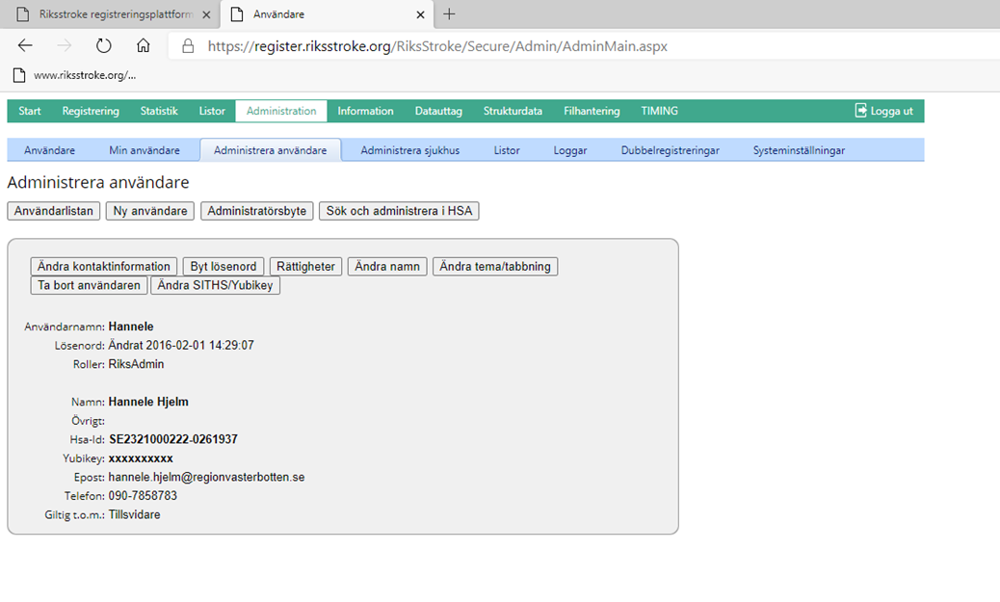 Riksstroke registreringsplattform
Användare
https://register.riksstroke.org/RiksStroke/Secure/Admin/AdminMain.aspx
www.riksstroke.org/...
Start Registrering Statistik Listor Administration Information Datauttag Strukturdata Filhantering TIMING Logga ut
Användare Min användare Administrera användare Administrera sjukhus Listor Loggar Dubbelregistreringar Systeminställningar
Administrera användare
Användarlistan Ny användare Administratörsbyte Sök och administrera i HSA
Ändra kontaktinformation Byt lösenord Rättigheter Ändra namn Ändra tema/tabbning
Ta bort användaren Ändra SITHS/Yubikey
Användarnamn: Hannele
Lösenord: Ändrat 2016-02-01 14:29:07
Roller: RiksAdmin
Namn: Hannele Hjelm
Övrigt:
Hsa-Id: SE2321000222-0261937
Yubikey: xxxxxxxxxx
Epost: hannele.hjelm@regionvasterbotten.se
Telefon: 090-7858783
Giltig t.o.m.: Tillsvidare